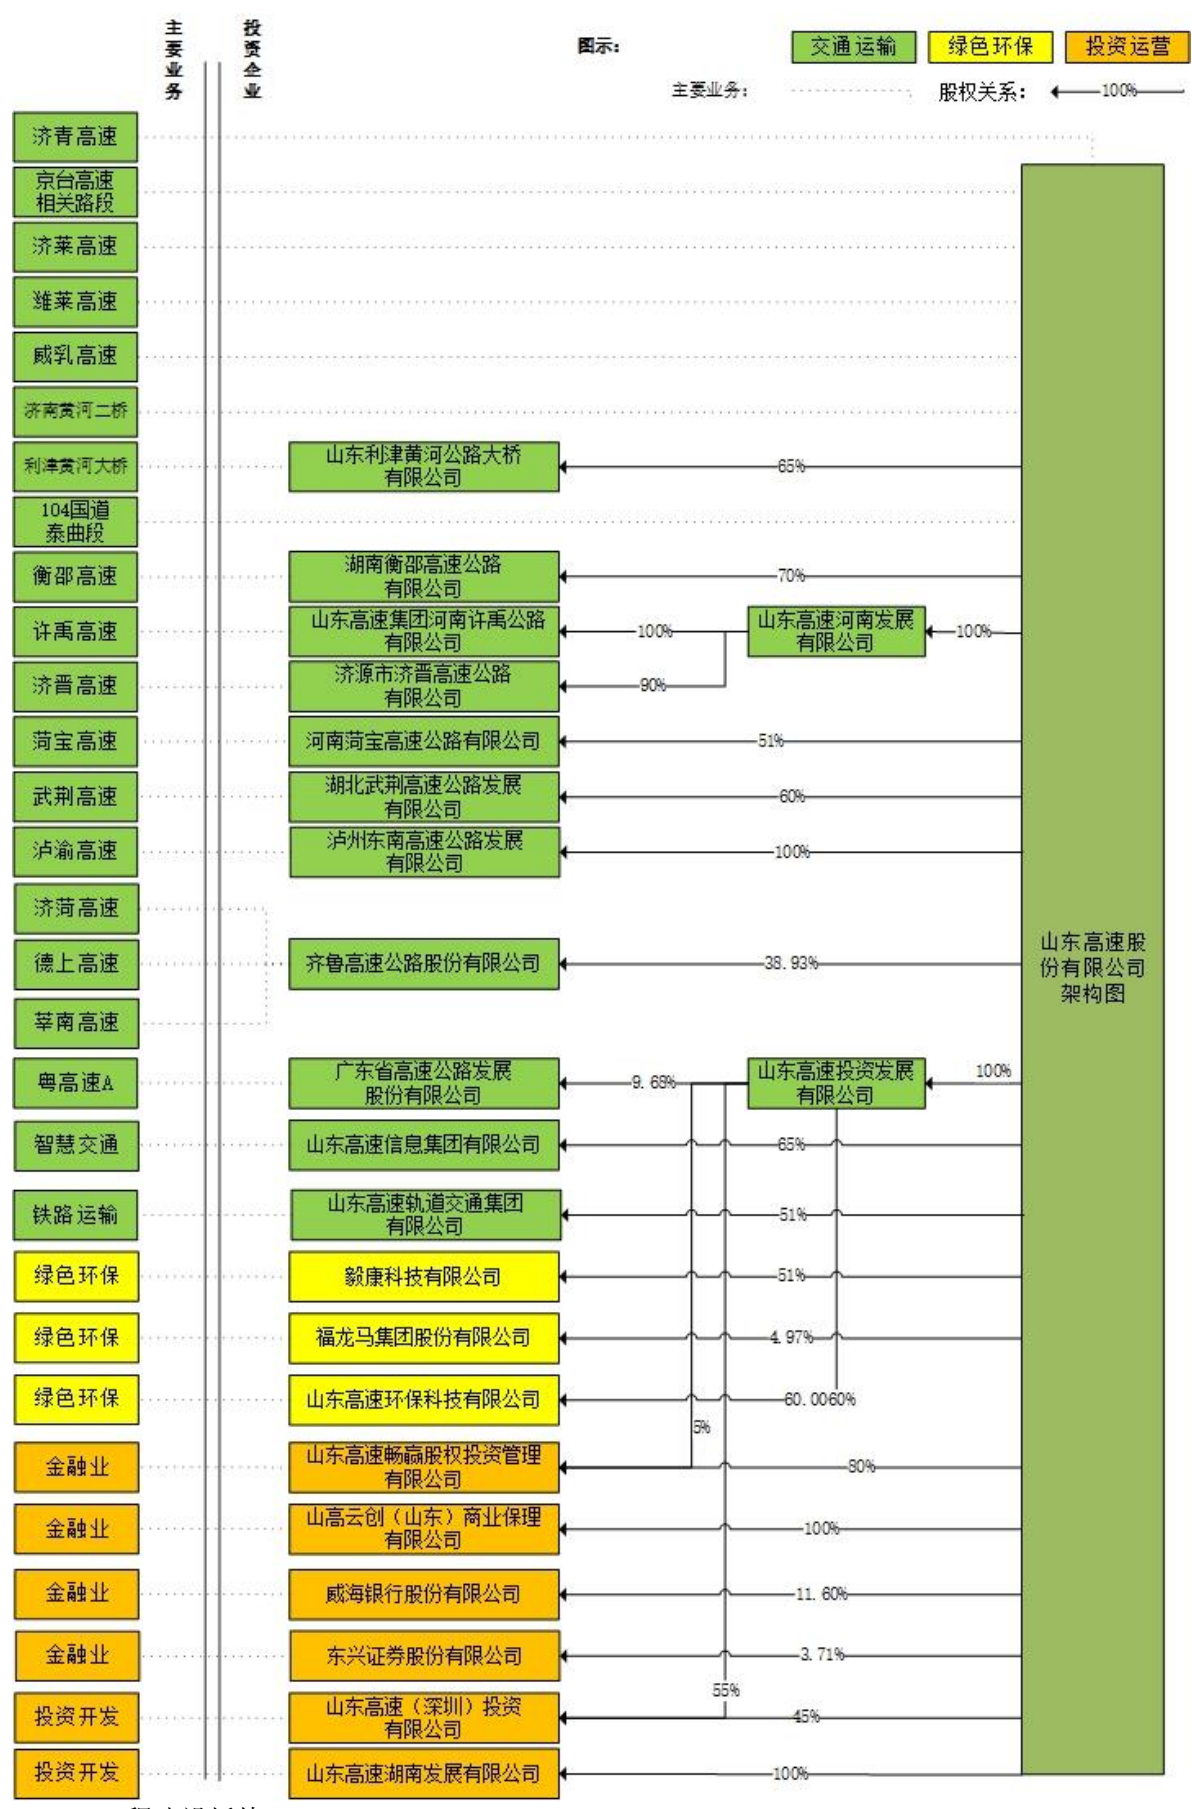 主要业务
投资企业
图示：
交通运输
绿色环保
投资运营
主要业务：
股权关系：
100%
济青高速
京台高速
相关路段
济莱高速
潍莱高速
威乳高速
济南黄河二桥
利津黄河大桥
山东利津黄河公路大桥
有限公司
65%
104国道
泰曲段
衡邵高速
湖南衡邵高速公路
有限公司
70%
许禹高速
山东高速集团河南许禹公路
有限公司
100%
山东高速河南发展
有限公司
100%
济晋高速
济源市济晋高速公路
有限公司
90%
菏宝高速
河南菏宝高速公路有限公司
51%
武荆高速
湖北武荆高速公路发展
有限公司
60%
泸渝高速
泸州东南高速公路发展
有限公司
100%
济菏高速
德上高速
齐鲁高速公路股份有限公司
38.93%
山东高速股
份有限公司
架构图
莘南高速
粤高速A
广东省高速公路发展
股份有限公司
9.68%
山东高速投资发展
有限公司
100%
智慧交通
山东高速信息集团有限公司
65%
铁路运输
山东高速轨道交通集团
有限公司
51%
绿色环保
毅康科技有限公司
51%
绿色环保
福龙马集团股份有限公司
4.97%
绿色环保
山东高速环保科技有限公司
60.0060%
5%
金融业
山东高速畅赢股权投资管理
有限公司
80%
金融业
山高云创（山东）商业保理
有限公司
100%
金融业
威海银行股份有限公司
11.60%
金融业
东兴证券股份有限公司
3.71%
55%
投资开发
山东高速（深圳）投资
有限公司
45%
投资开发
山东高速湖南发展有限公司
100%